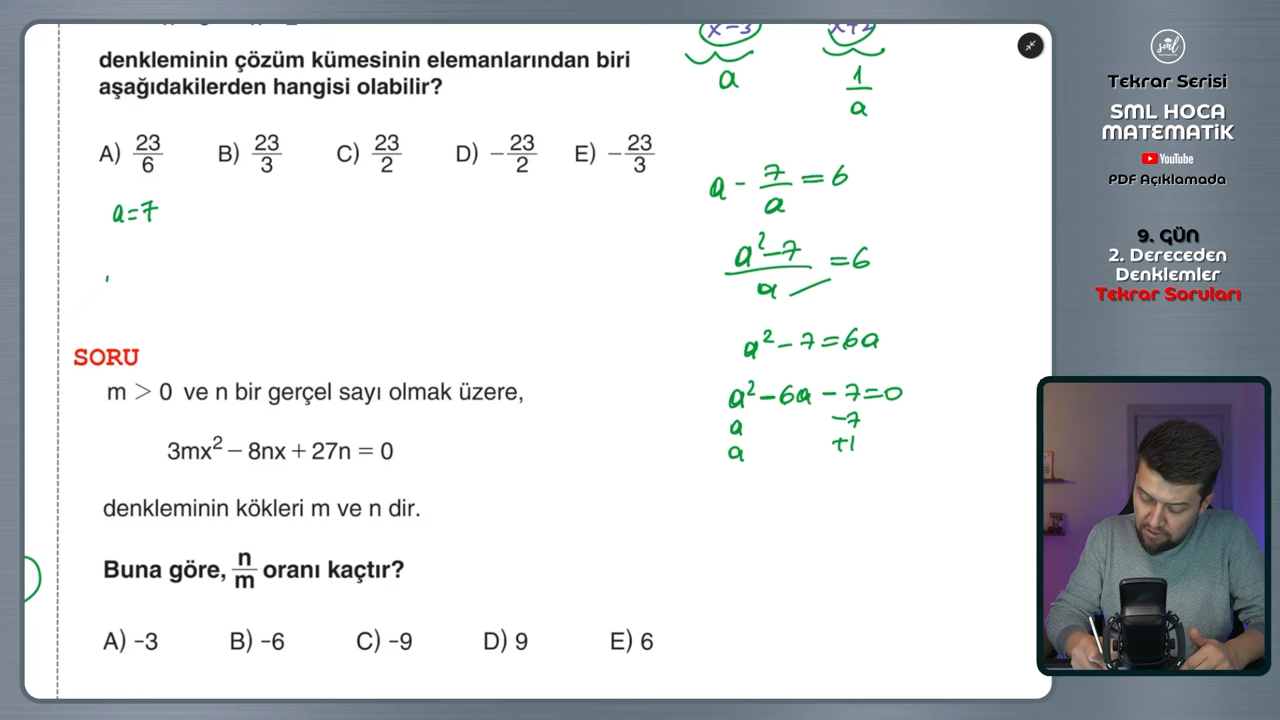 denkleminin çözüm kümesinin elemanlarından biri
aşağıdakilerden hangisi olabilir?
A) 23/6 B) 23/3 C) 23/2 D) −23/2 E) −23/3
a=7
SORU
m > 0 ve n bir gerçel sayı olmak üzere,
3mx² − 8nx + 27n = 0
denkleminin kökleri m ve n dir.
Buna göre, n/m oranı kaçtır?
A) −3 B) −6 C) −9 D) 9 E) 6
x−3 x+2
a 1/a
a − 7/a = 6
a²−7/a = 6
a² − 7 = 6a
a² − 6a − 7 = 0
a −7
a +1
sml
Tekrar Serisi
SML HOCA
MATEMATİK
YouTube
PDF Açıklamada
9. GÜN
2. Dereceden
Denklemler
Tekrar Soruları